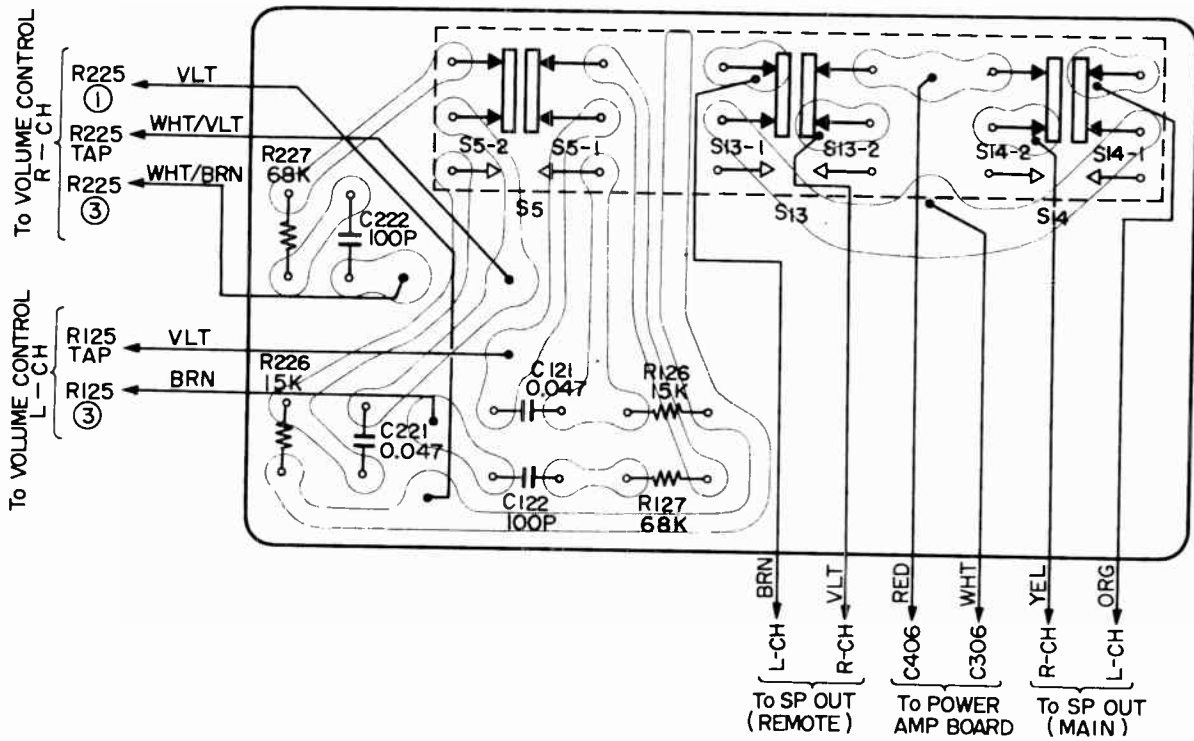 To VOLUME CONTROL
R-CH
R225
①
VLT
R225
TAP
WHT/VLT
R225
③
WHT/BRN
To VOLUME CONTROL
L-CH
R125
TAP
VLT
R125
③
BRN
R227
68K
C222
100P
R226
15K
C221
0.047
S5-2
S5-1
S5
S13-1
S13-2
S13
S14-2
S14-1
S14
C121
0.047
R126
15K
C122
100P
R127
68K
BRN
VLT
RED
WHT
YEL
ORG
L-CH
R-CH
C406
C306
R-CH
L-CH
To SP OUT
(REMOTE)
To POWER
AMP BOARD
To SP OUT
(MAIN)